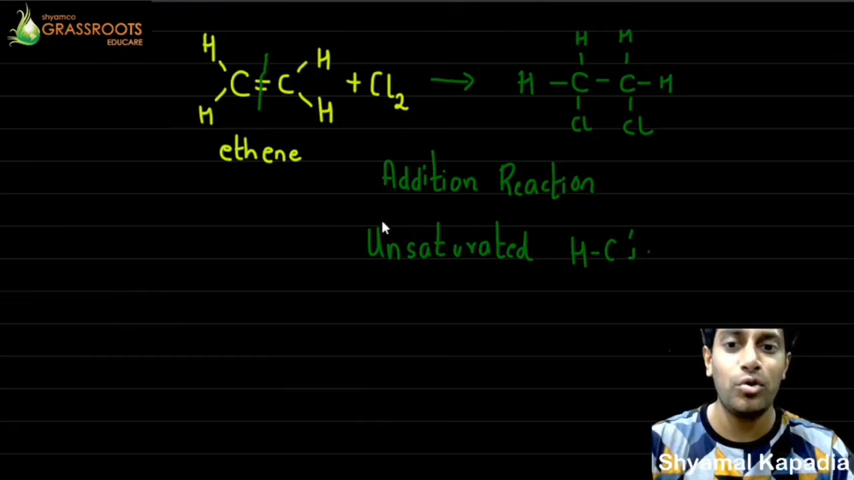 shyamco
GRASSROOTS
EDUCARE
H H H H
C = C + Cl2 → H - C - C - H
H H Cl Cl
ethene
Addition Reaction
Unsaturated H-C's.
Shyamal Kapadia